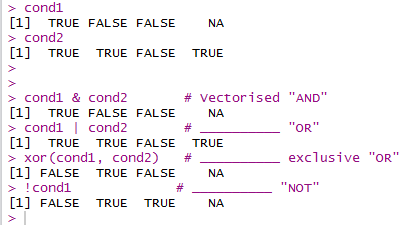 > cond1
[1]  TRUE FALSE FALSE    NA
> cond2
[1]  TRUE  TRUE FALSE  TRUE
>
>
> cond1 & cond2       # Vectorised "AND"
[1]  TRUE FALSE FALSE    NA
> cond1 | cond2       # __________ "OR"
[1]  TRUE  TRUE FALSE  TRUE
> xor(cond1, cond2)   # __________ exclusive "OR"
[1] FALSE  TRUE FALSE    NA
> !cond1             # __________ "NOT"
[1] FALSE  TRUE  TRUE    NA
>